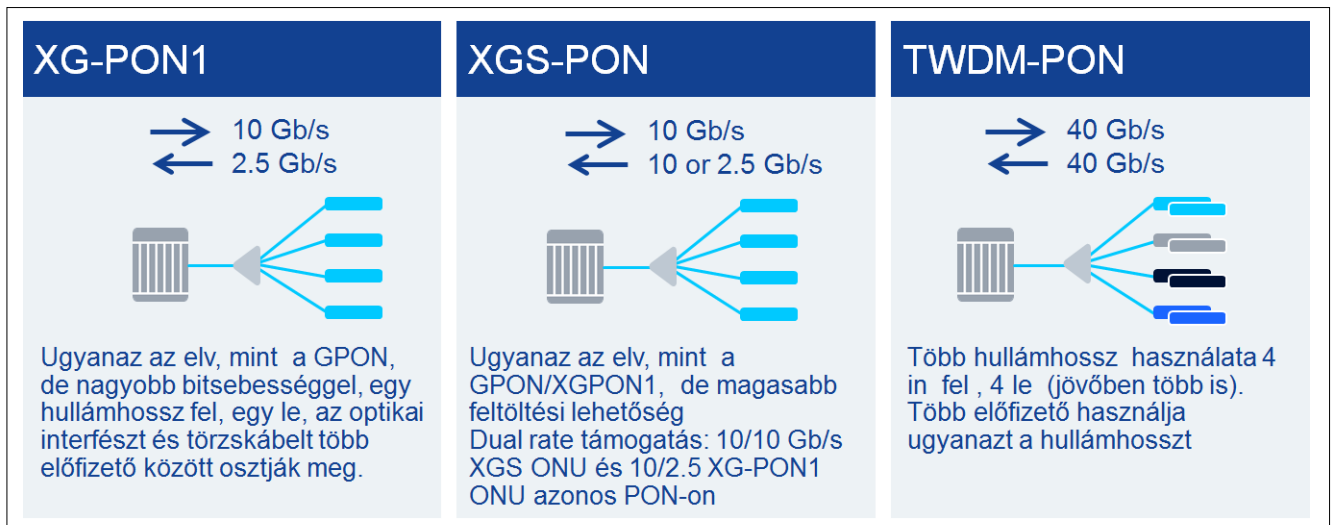 XG-PON1
10 Gb/s
2.5 Gb/s
Ugyanaz az elv, mint a GPON,
de nagyobb bitsebességgel, egy
hullámhossz fel, egy le, az optikai
interfészt és törzskábelt több
előfizető között osztják meg.
XGS-PON
10 Gb/s
10 or 2.5 Gb/s
Ugyanaz az elv, mint a
GPON/XGPON1, de magasabb
feltöltési lehetőség
Dual rate támogatás: 10/10 Gb/s
XGS ONU és 10/2.5 XG-PON1
ONU azonos PON-on
TWDM-PON
40 Gb/s
40 Gb/s
Több hullámhossz használata 4
in fel , 4 le (jövőben több is).
Több előfizető használja
ugyanazt a hullámhosszt